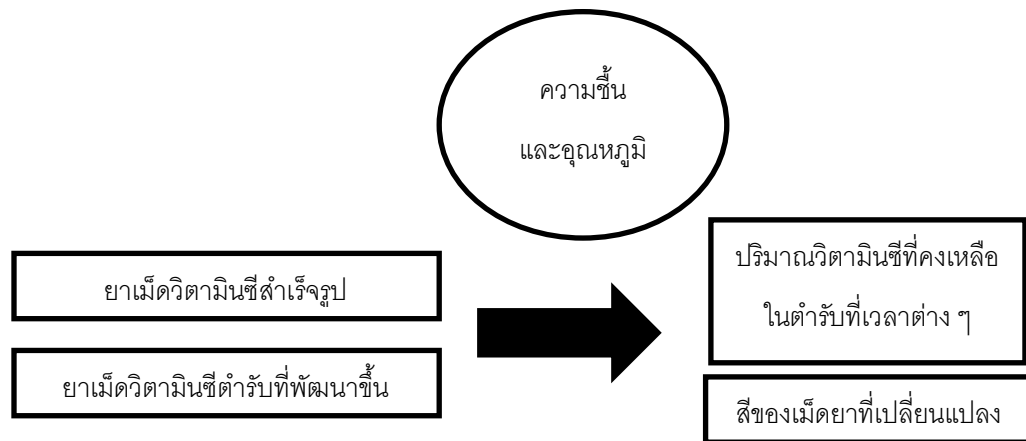 ความชื้น
และอุณหภูมิ
ยาเม็ดวิตามินซีสำเร็จรูป
ยาเม็ดวิตามินซีตำรับที่พัฒนาขึ้น
ปริมาณวิตามินซีที่คงเหลือ
ในตำรับที่เวลาต่าง ๆ
สีของเม็ดยาที่เปลี่ยนแปลง